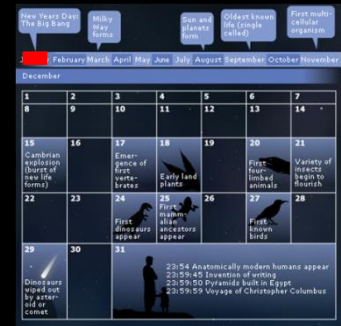 New Years Day:
The Big Bang
Milky
Way
forms
Sun and
planets
form
Oldest known
life (single
celled)
First multi-
cellular
organism
February March April May June July August September October November
December
1 2 3 4 5 6 7
8 9 10 11 12 13 14
15 16 17 18 19 20 21
Cambrian
explosion
(burst of
new life
forms)
Emer-
gence of
first
verte-
brates
Early land
plants
First
four-
limbed
animals
Variety of
insects
begin to
flourish
22 23 24 25 26 27 28
First
dinosaurs
appear
First
mamm-
alian
ancestors
appear
First
known
birds
29 30 31
Dinosaurs
wiped out
by aster-
oid or
comet
23:54 Anatomically modern humans appear
23:59:45 Invention of writing
23:59:50 Pyramids built in Egypt
23:59:59 Voyage of Christopher Columbus